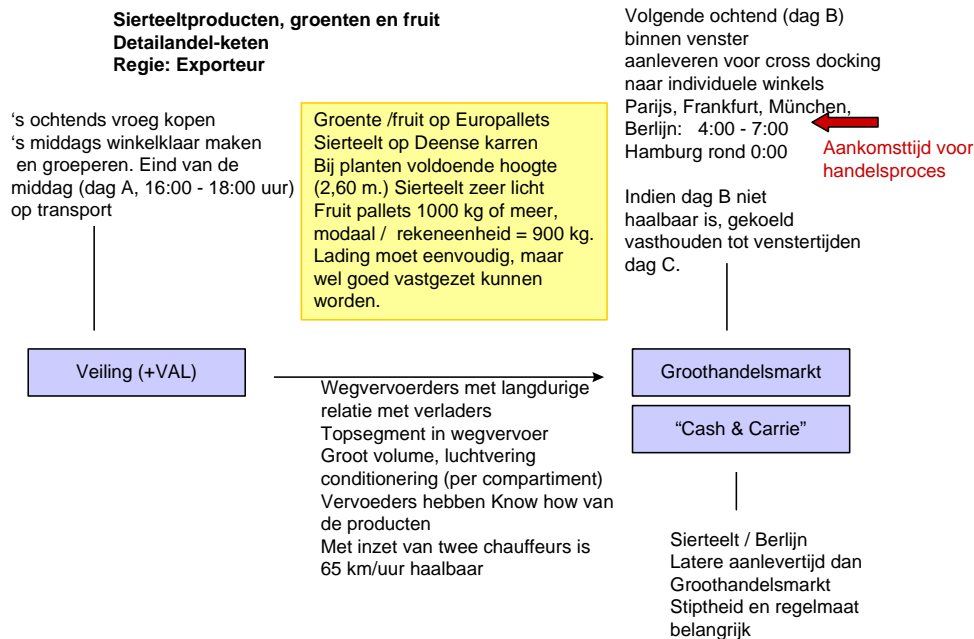 Sierteeltproducten, groenten en fruit
Detailandel-keten
Regie: Exporteur
‘s ochtends vroeg kopen
‘s middags winkelklaar maken
en groeperen. Eind van de
middag (dag A, 16:00 - 18:00 uur)
op transport
Groente /fruit op Europallets
Sierteelt op Deense karren
Bij planten voldoende hoogte
(2,60 m.) Sierteelt zeer licht
Fruit pallets 1000 kg of meer,
modaal / rekeneenheid = 900 kg.
Lading moet eenvoudig, maar
wel goed vastgezet kunnen
worden.
Volgende ochtend (dag B)
binnen venster
aanleveren voor cross docking
naar individuele winkels
Parijs, Frankfurt, München,
Berlijn: 4:00 - 7:00
Hamburg rond 0:00
Aankomsttijd voor
handelsproces
Indien dag B niet
haalbaar is, gekoeld
vasthouden tot venstertijden
dag C.
Veiling (+VAL)
Wegvervoerders met langdurige
relatie met verladers
Topsegment in wegvervoer
Groot volume, luchtvering
conditionering (per compartiment)
Vervoeders hebben Know how van
de producten
Met inzet van twee chauffeurs is
65 km/uur haalbaar
Groothandelsmarkt
“Cash & Carrie”
Sierteelt / Berlijn
Latere aanlevertijd dan
Groothandelsmarkt
Stiptheid en regelmaat
belangrijk